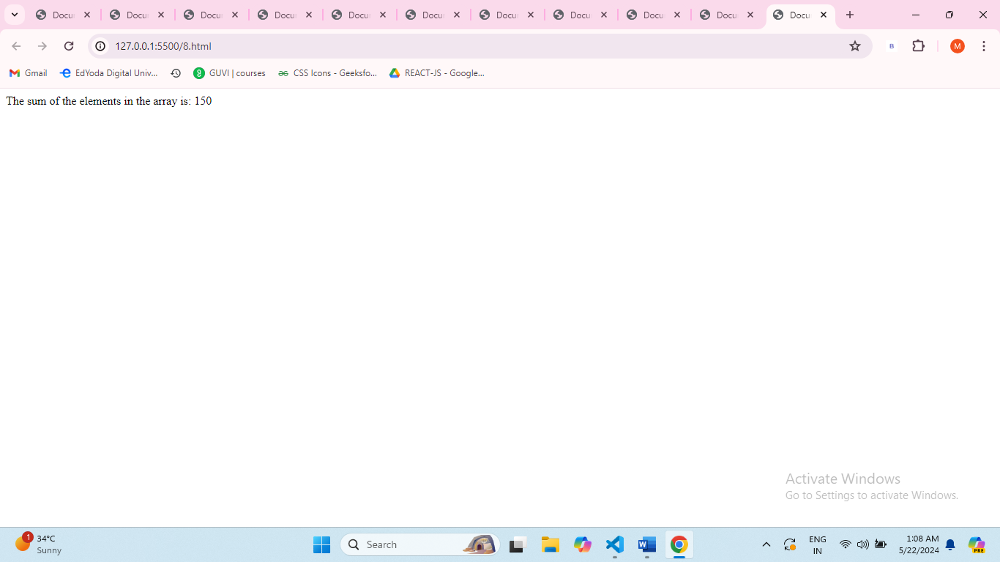 Docu Docu Docu Docu Docu Docu Docu Docu Docu Docu Docu
127.0.0.1:5500/8.html B M
Gmail EdYoda Digital Univ... GUVI | courses CSS Icons - Geeksfo... REACT-JS - Google...
The sum of the elements in the array is: 150
Activate Windows
Go to Settings to activate Windows.
1 34°C
Sunny
Search
ENG
IN
1:08 AM
5/22/2024
PRE